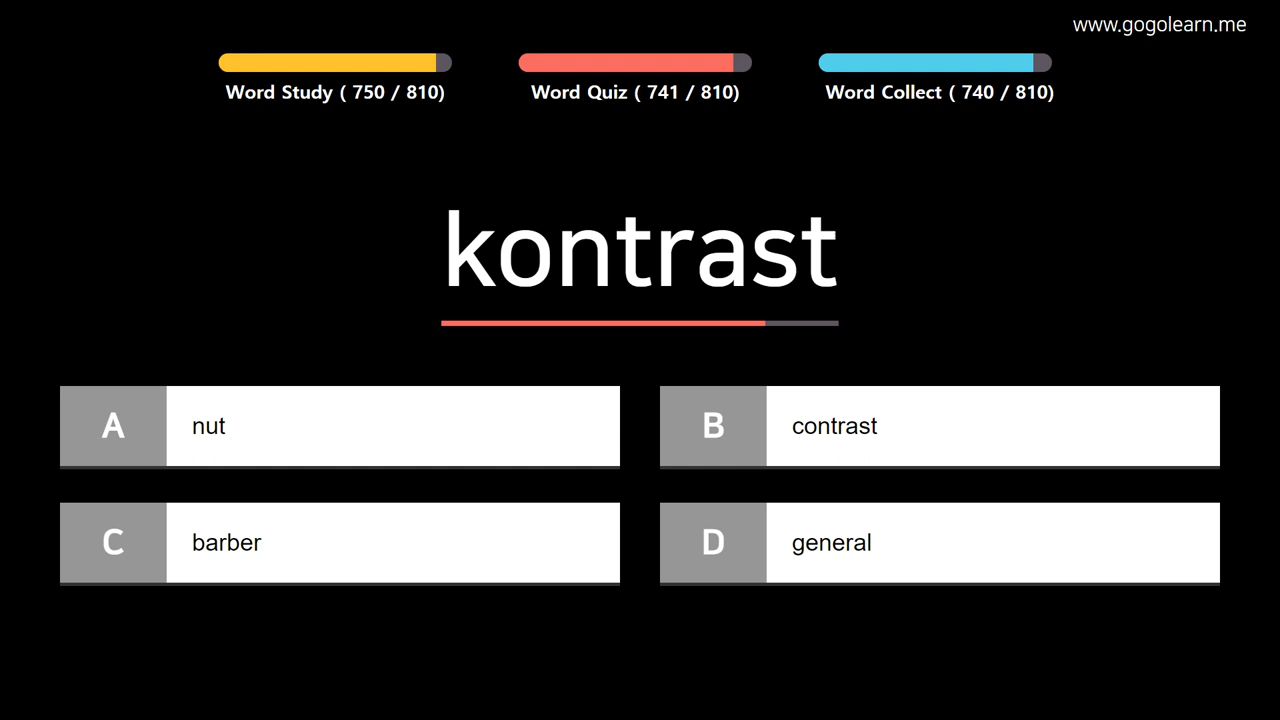 www.gogolearn.me
Word Study ( 750 / 810)
Word Quiz ( 741 / 810)
Word Collect ( 740 / 810)
kontrast
A nut
B contrast
C barber
D general